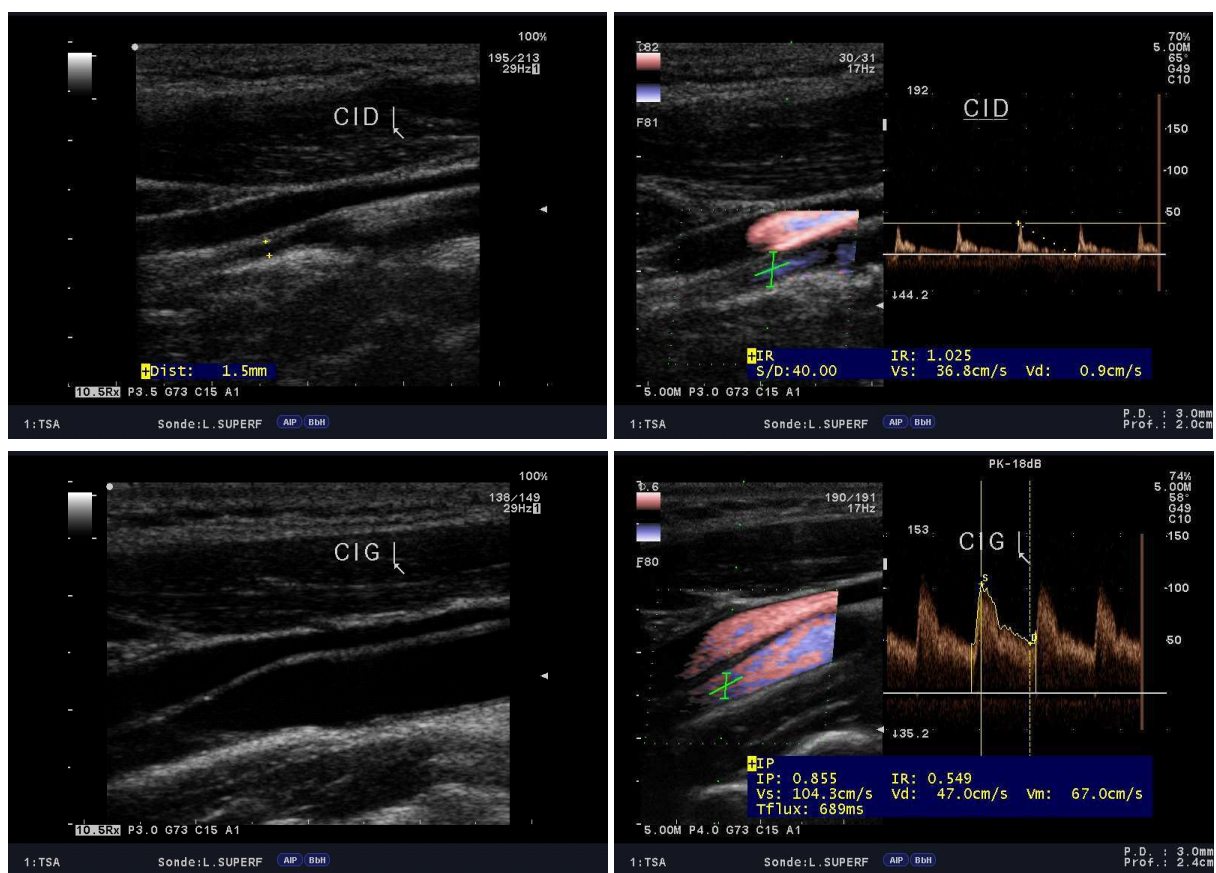 100%
195/213
29Hz1
CID
+Dist: 1.5mm
10.5Rx P3.5 G73 C15 A1
1:TSA Sonde:L.SUPERF AIP BbH
70%
5.00M
65°
G49
C10
30/31
17Hz
F81
192
CID
150
100
50
↓44.2
+IR IR: 1.025
S/D:40.00 Vs: 36.8cm/s Vd: 0.9cm/s
5.00M P3.0 G73 C15 A1
P.D. : 3.0mm
1:TSA Sonde:L.SUPERF AIP BbH Prof.: 2.0cm
100%
138/149
29Hz1
CIG
10.5Rx P3.0 G73 C15 A1
1:TSA Sonde:L.SUPERF AIP BbH
PK-18dB
74%
5.00M
58°
G49
C10
190/191
17Hz
F80
153
CIG
S
D
150
100
50
↓35.2
+IP
IP: 0.855 IR: 0.549
Vs: 104.3cm/s Vd: 47.0cm/s Vm: 67.0cm/s
Tflux: 689ms
5.00M P4.0 G73 C15 A1
P.D. : 3.0mm
1:TSA Sonde:L.SUPERF AIP BbH Prof.: 2.4cm